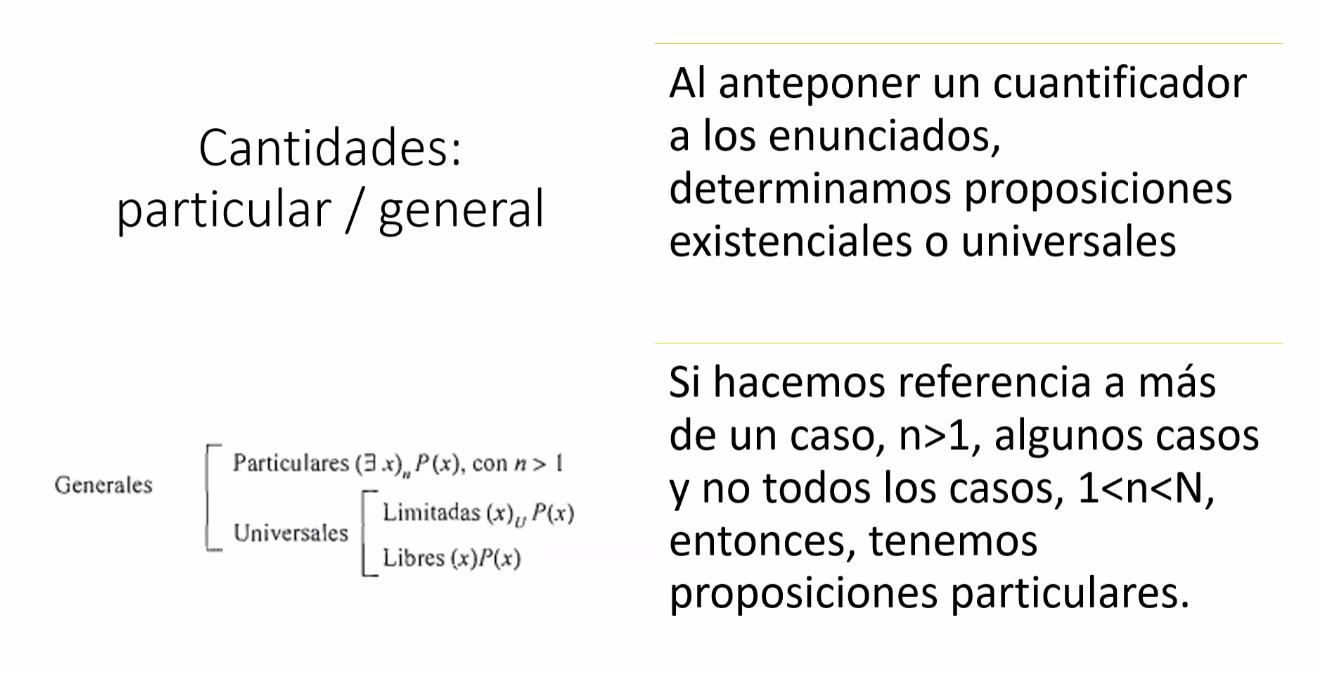 Cantidades:
particular / general
Al anteponer un cuantificador
a los enunciados,
determinamos proposiciones
existenciales o universales
Generales
Particulares (∃ x)ₙ P(x), con n > 1
Universales
Limitadas (x)_U P(x)
Libres (x)P(x)
Si hacemos referencia a más
de un caso, n>1, algunos casos
y no todos los casos, 1<n<N,
entonces, tenemos
proposiciones particulares.